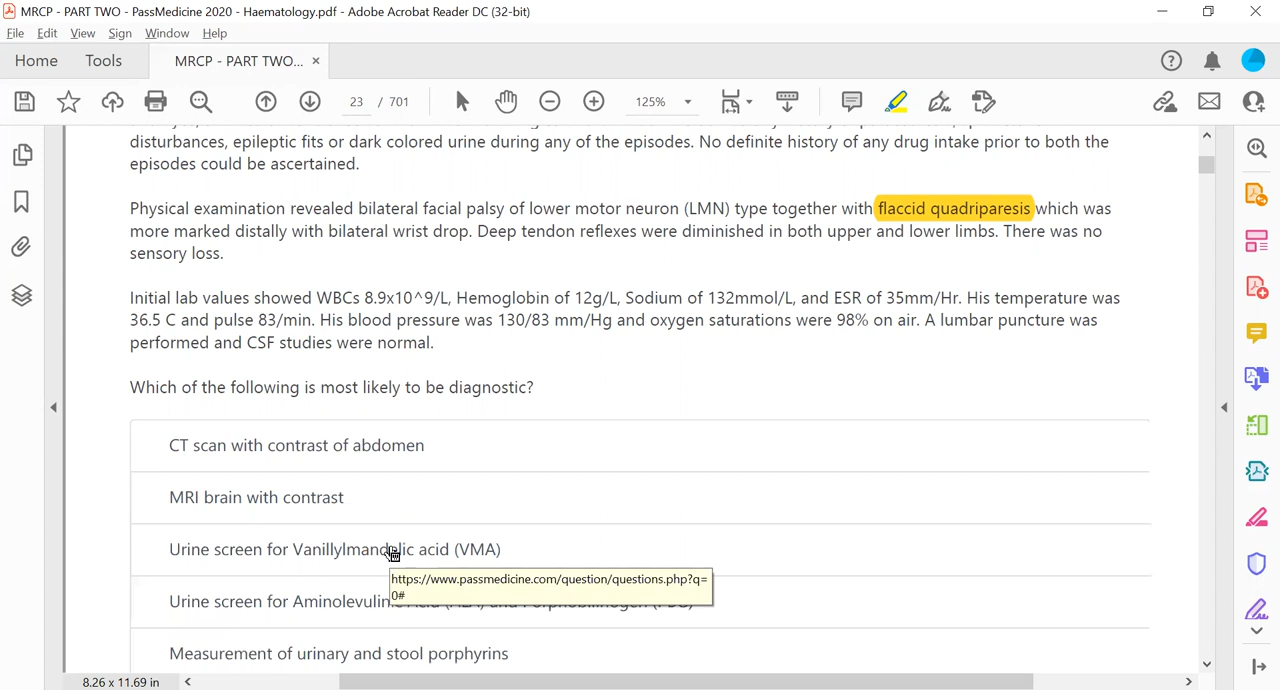 MRCP - PART TWO - PassMedicine 2020 - Haematology.pdf - Adobe Acrobat Reader DC (32-bit)
File Edit View Sign Window Help
Home Tools MRCP - PART TWO... ×
23 / 701 125%
disturbances, epileptic fits or dark colored urine during any of the episodes. No definite history of any drug intake prior to both the
episodes could be ascertained.
Physical examination revealed bilateral facial palsy of lower motor neuron (LMN) type together with flaccid quadriparesis which was
more marked distally with bilateral wrist drop. Deep tendon reflexes were diminished in both upper and lower limbs. There was no
sensory loss.
Initial lab values showed WBCs 8.9x10^9/L, Hemoglobin of 12g/L, Sodium of 132mmol/L, and ESR of 35mm/Hr. His temperature was
36.5 C and pulse 83/min. His blood pressure was 130/83 mm/Hg and oxygen saturations were 98% on air. A lumbar puncture was
performed and CSF studies were normal.
Which of the following is most likely to be diagnostic?
CT scan with contrast of abdomen
MRI brain with contrast
Urine screen for Vanillylmandelic acid (VMA)
https://www.passmedicine.com/question/questions.php?q=
0#
Urine screen for
Measurement of urinary and stool porphyrins
8.26 x 11.69 in